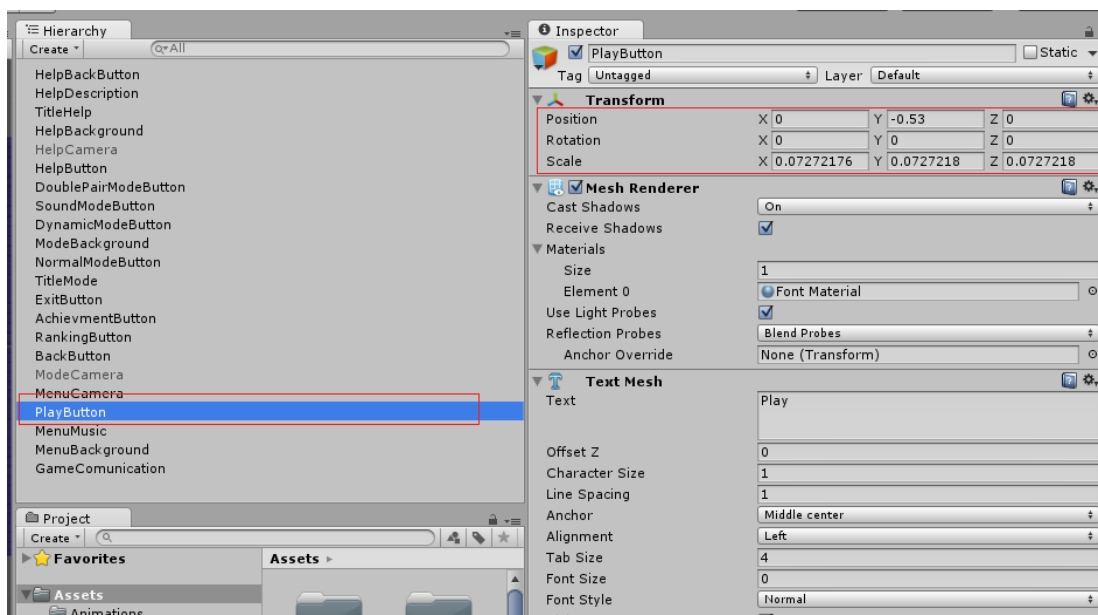 Hierarchy
Create
All
HelpBackButton
HelpDescription
TitleHelp
HelpBackground
HelpCamera
HelpButton
DoublePairModeButton
SoundModeButton
DynamicModeButton
ModeBackground
NormalModeButton
TitleMode
ExitButton
AchievmentButton
RankingButton
BackButton
ModeCamera
MenuCamera
PlayButton
MenuMusic
MenuBackground
GameComunication
Project
Create
Favorites
Assets
Assets
Animations
Inspector
PlayButton Static
Tag Untagged Layer Default
Transform
Position X 0 Y -0.53 Z 0
Rotation X 0 Y 0 Z 0
Scale X 0.07272176 Y 0.0727218 Z 0.0727218
Mesh Renderer
Cast Shadows On
Receive Shadows
Materials
Size 1
Element 0 Font Material
Use Light Probes
Reflection Probes Blend Probes
Anchor Override None (Transform)
Text Mesh
Text Play
Offset Z 0
Character Size 1
Line Spacing 1
Anchor Middle center
Alignment Left
Tab Size 4
Font Size 0
Font Style Normal